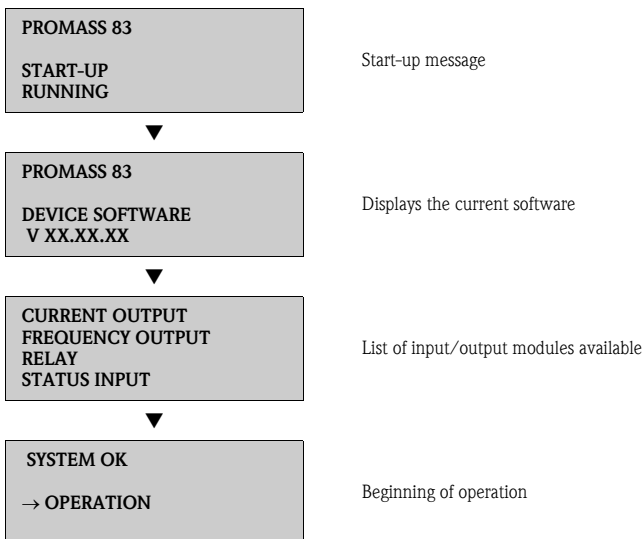 PROMASS 83
START-UP
RUNNING
Start-up message
▼
PROMASS 83
DEVICE SOFTWARE
V XX.XX.XX
Displays the current software
▼
CURRENT OUTPUT
FREQUENCY OUTPUT
RELAY
STATUS INPUT
List of input/output modules available
▼
SYSTEM OK
→ OPERATION
Beginning of operation